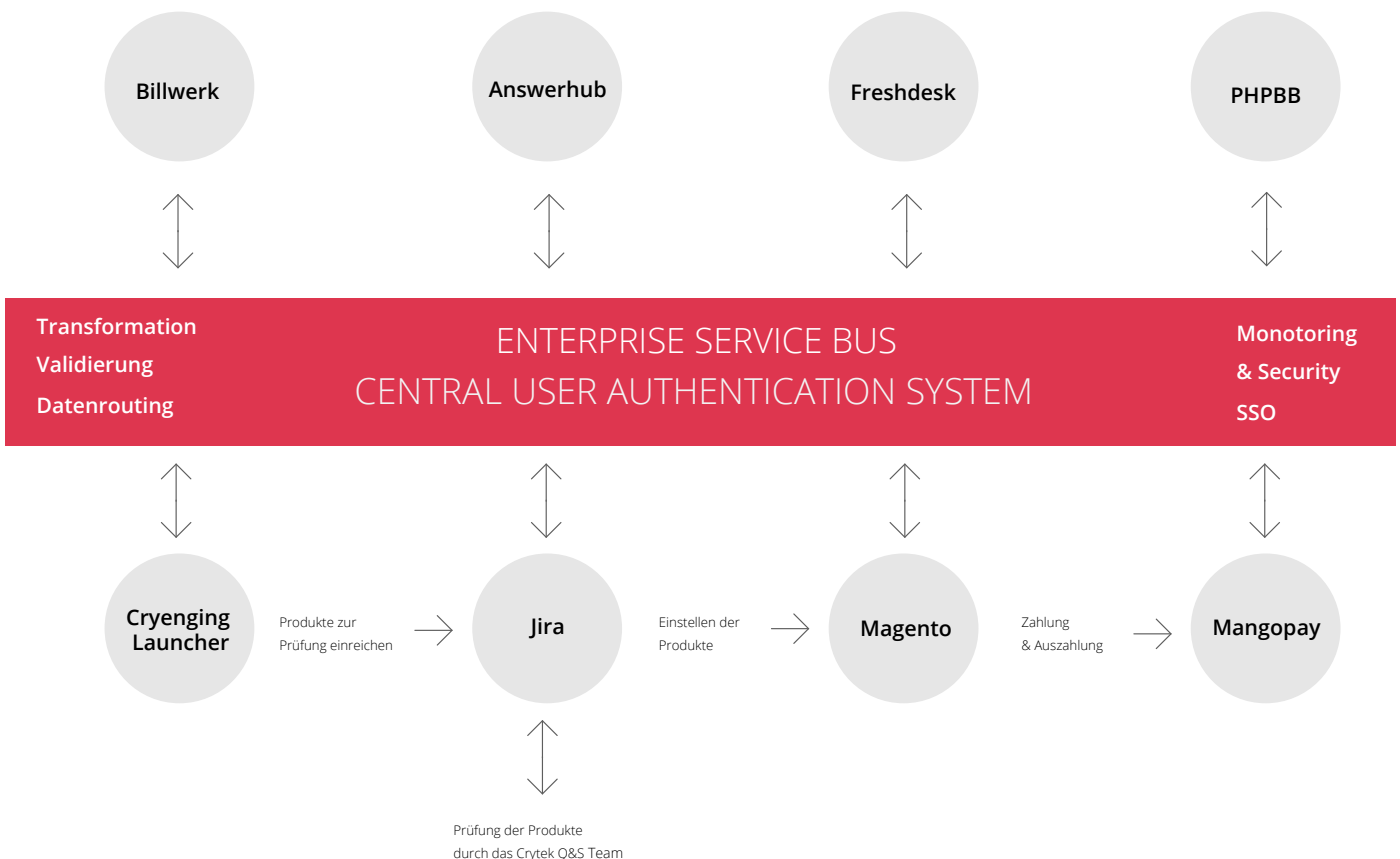 Billwerk
Answerhub
Freshdesk
PHPBB
Transformation
Validierung
Datenrouting
ENTERPRISE SERVICE BUS
CENTRAL USER AUTHENTICATION SYSTEM
Monotoring
& Security
SSO
Cryenging
Launcher
Produkte zur
Prüfung einreichen
Jira
Einstellen der
Produkte
Magento
Zahlung
& Auszahlung
Mangopay
Prüfung der Produkte
durch das Crytek Q&S Team